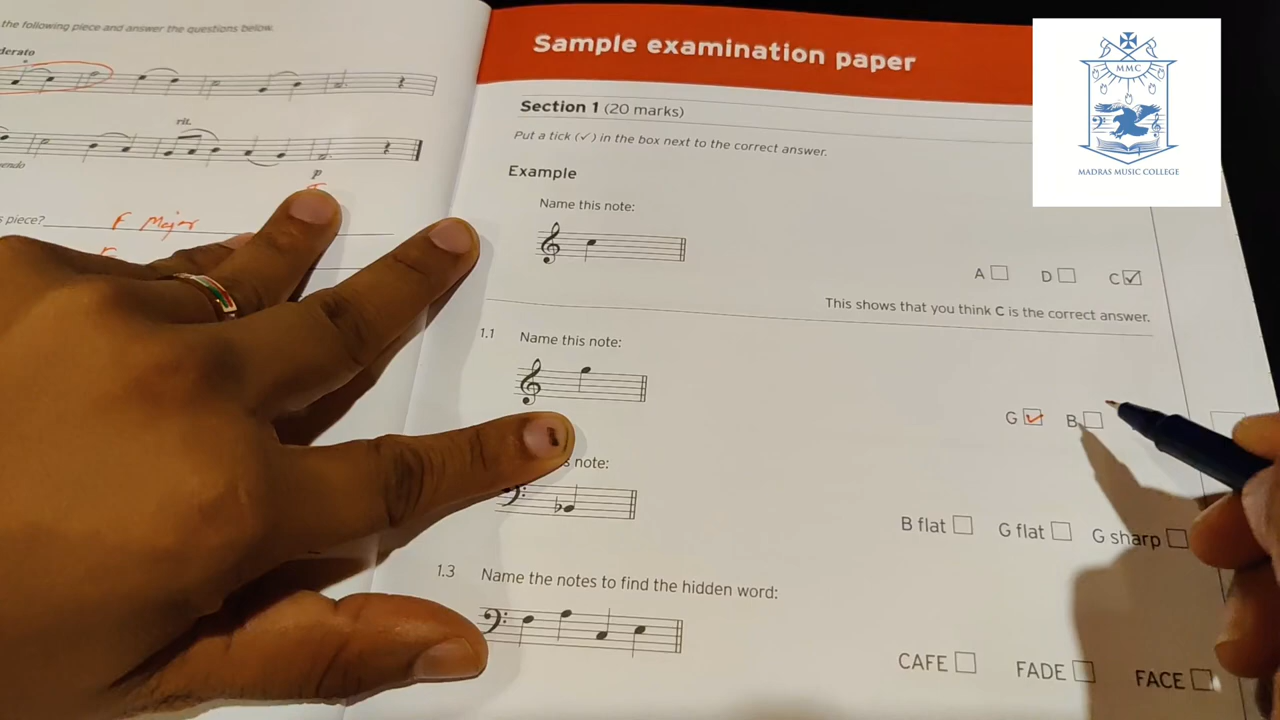 the following piece and answer the questions below.
derato
rit.
endo
p
s piece? F Major
Sample examination paper
Section 1 (20 marks)
Put a tick (✓) in the box next to the correct answer.
Example
Name this note:
A D C ✓
This shows that you think C is the correct answer.
1.1 Name this note:
G ✓ B
s note:
B flat G flat G sharp
1.3 Name the notes to find the hidden word:
CAFE FADE FACE
MMC
MADRAS MUSIC COLLEGE